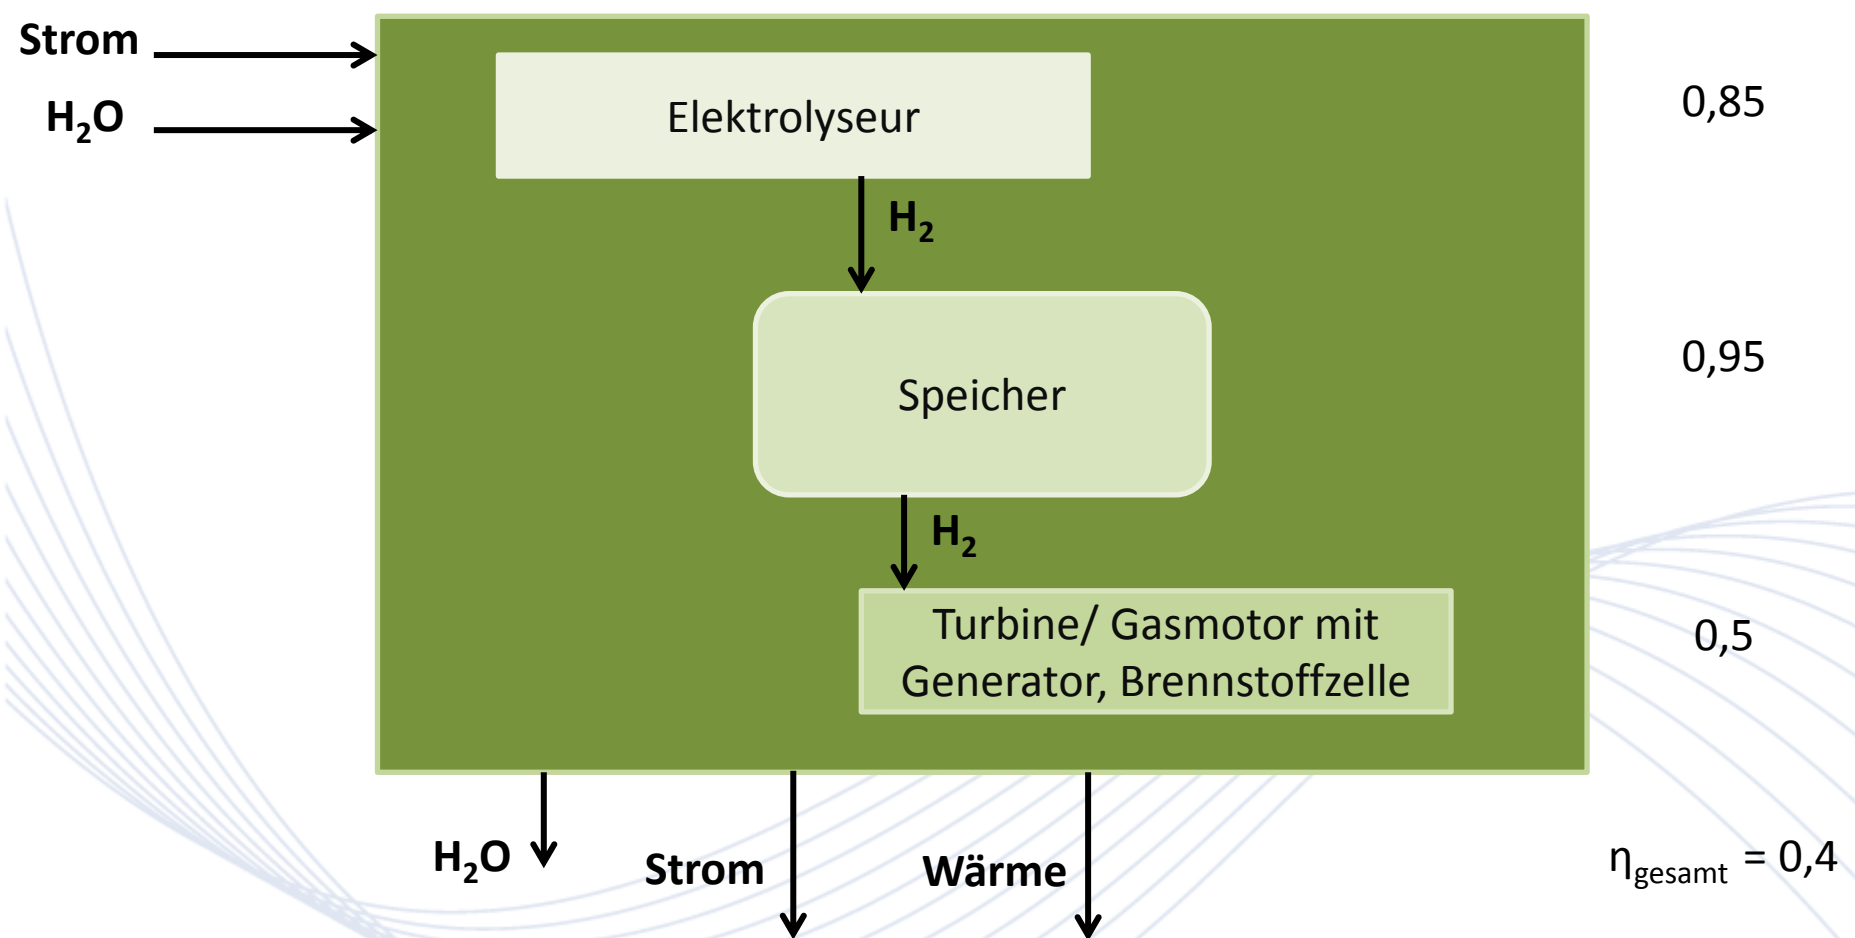 Strom
H₂O
Elektrolyseur
0,85
H₂
Speicher
0,95
H₂
Turbine/ Gasmotor mit
Generator, Brennstoffzelle
0,5
H₂O
Strom
Wärme
η_gesamt = 0,4